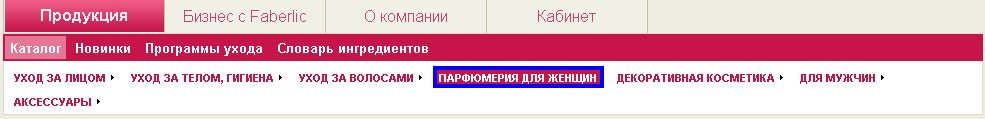 Продукция Бизнес с Faberlic О компании Кабинет
Каталог Новинки Программы ухода Словарь ингредиентов
УХОД ЗА ЛИЦОМ УХОД ЗА ТЕЛОМ, ГИГИЕНА УХОД ЗА ВОЛОСАМИ ПАРФЮМЕРИЯ ДЛЯ ЖЕНЩИН ДЕКОРАТИВНАЯ КОСМЕТИКА ДЛЯ МУЖЧИН
АКСЕССУАРЫ